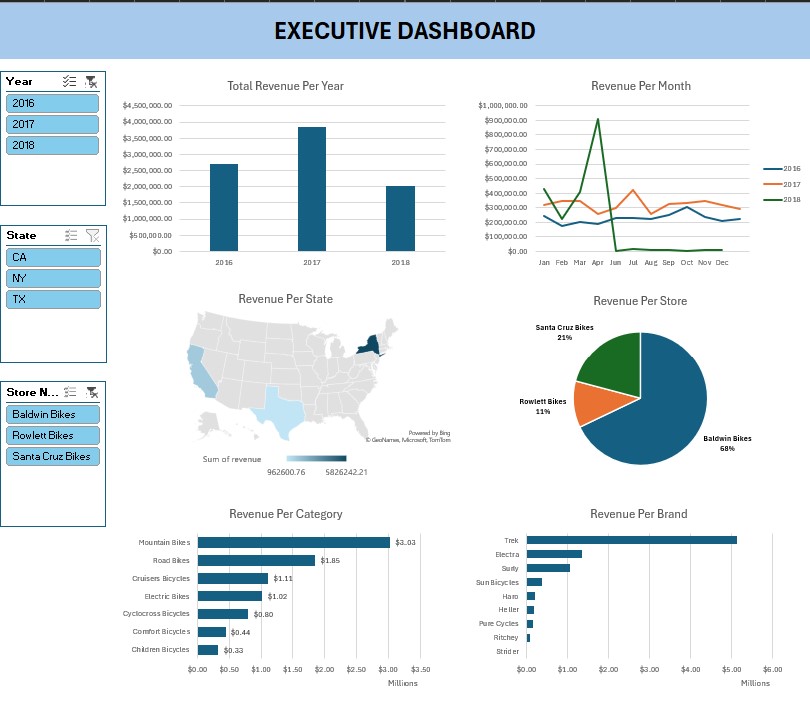 EXECUTIVE DASHBOARD
Year
2016
2017
2018
State
CA
NY
TX
Store N...
Baldwin Bikes
Rowlett Bikes
Santa Cruz Bikes
Total Revenue Per Year
$4,500,000.00
$4,000,000.00
$3,500,000.00
$3,000,000.00
$2,500,000.00
$2,000,000.00
$1,500,000.00
$1,000,000.00
$500,000.00
$0.00
2016 2017 2018
Revenue Per Month
$1,000,000.00
$900,000.00
$800,000.00
$700,000.00
$600,000.00
$500,000.00
$400,000.00
$300,000.00
$200,000.00
$100,000.00
$0.00
Jan Feb Mar Apr Jun Jul Aug Sep Oct Nov Dec
2016
2017
2018
Revenue Per State
Powered by Bing
© GeoNames, Microsoft, TomTom
Sum of revenue
962600.76 5826242.21
Revenue Per Store
Santa Cruz Bikes
21%
Rowlett Bikes
11%
Baldwin Bikes
68%
Revenue Per Category
Mountain Bikes $3.03
Road Bikes $1.85
Cruisers Bicycles $1.11
Electric Bikes $1.02
Cyclocross Bicycles $0.80
Comfort Bicycles $0.44
Children Bicycles $0.33
$0.00 $0.50 $1.00 $1.50 $2.00 $2.50 $3.00 $3.50
Millions
Revenue Per Brand
Trek
Electra
Surly
Sun Bicycles
Haro
Heller
Pure Cycles
Ritchey
Strider
$0.00 $1.00 $2.00 $3.00 $4.00 $5.00 $6.00
Millions